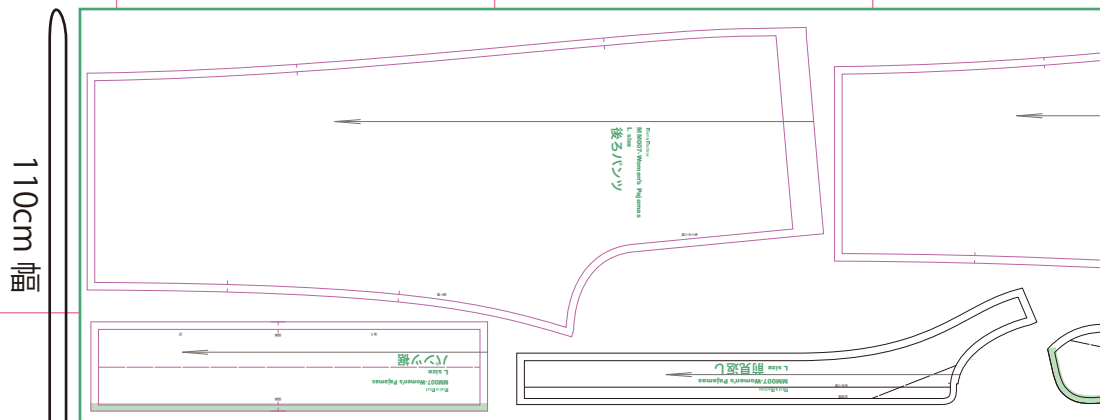 110cm 幅
MM007-Women's Pajamas
L size
後ろパンツ
パンツ裾
L size
MM007-Women's Pajamas
前見返し L size
MM007-Women's Pajamas